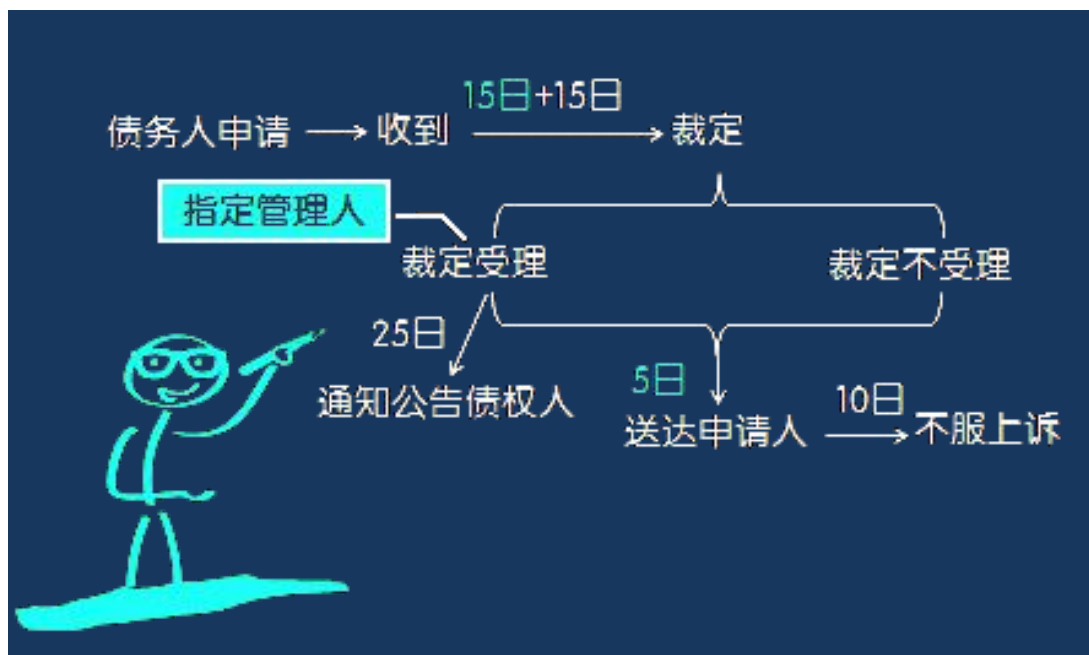 15日+15日
债务人申请
收到
裁定
指定管理人
裁定受理
裁定不受理
25日
通知公告债权人
5日
10日
送达申请人
不服上诉